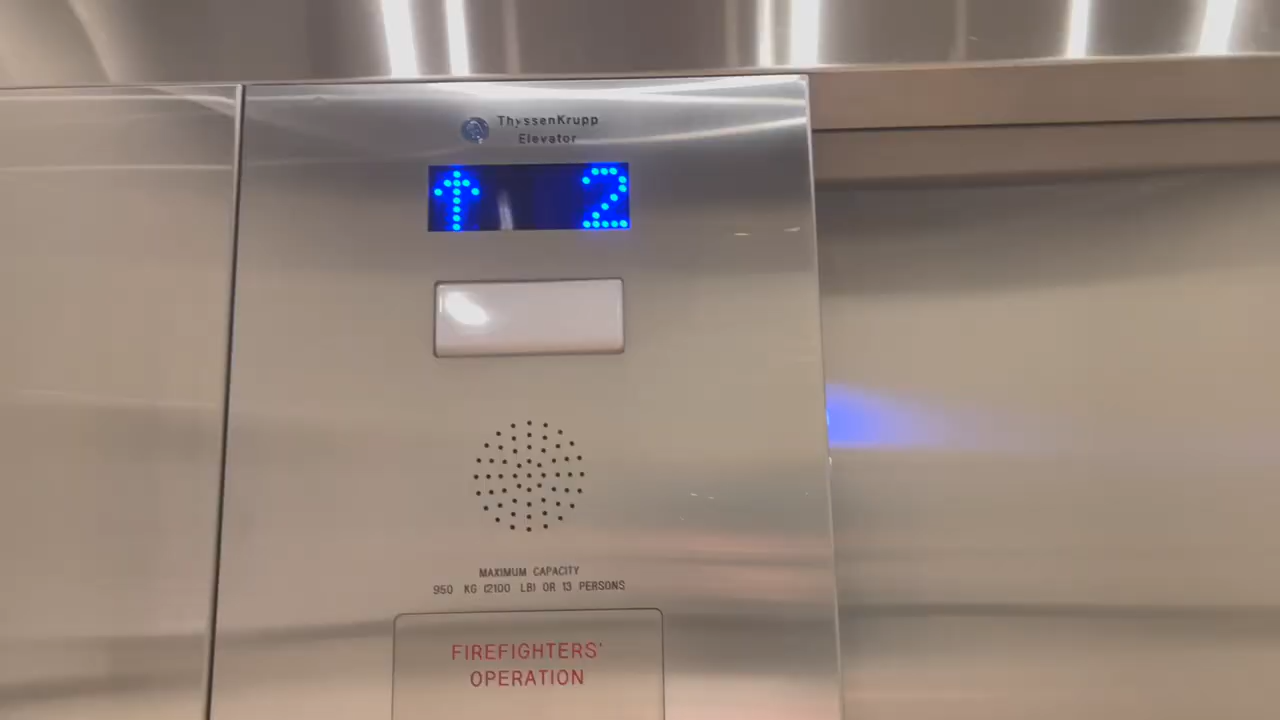 ThyssenKrupp
Elevator
↑ 2
MAXIMUM CAPACITY
950 KG (2100 LB) OR 13 PERSONS
FIREFIGHTERS'
OPERATION